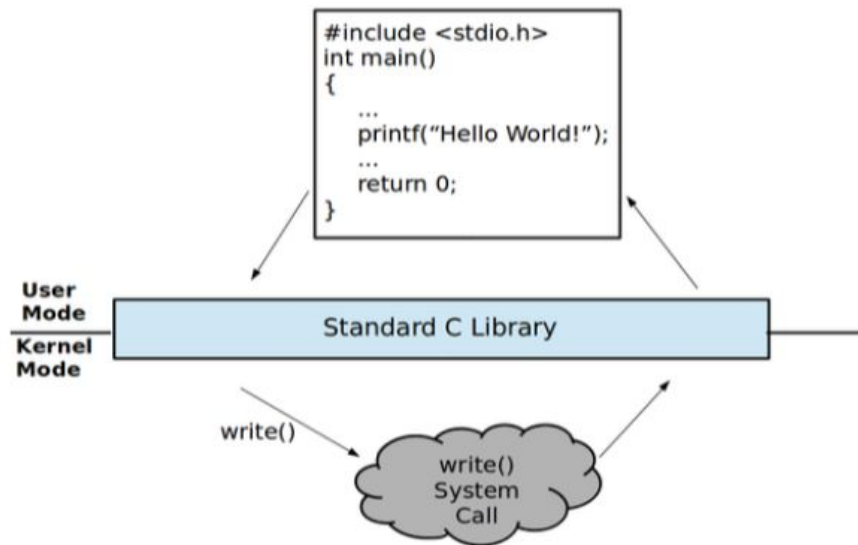 #include <stdio.h>
int main()
{
...
printf(“Hello World!”);
...
return 0;
}
User
Mode
Standard C Library
Kernel
Mode
write()
write()
System
Call